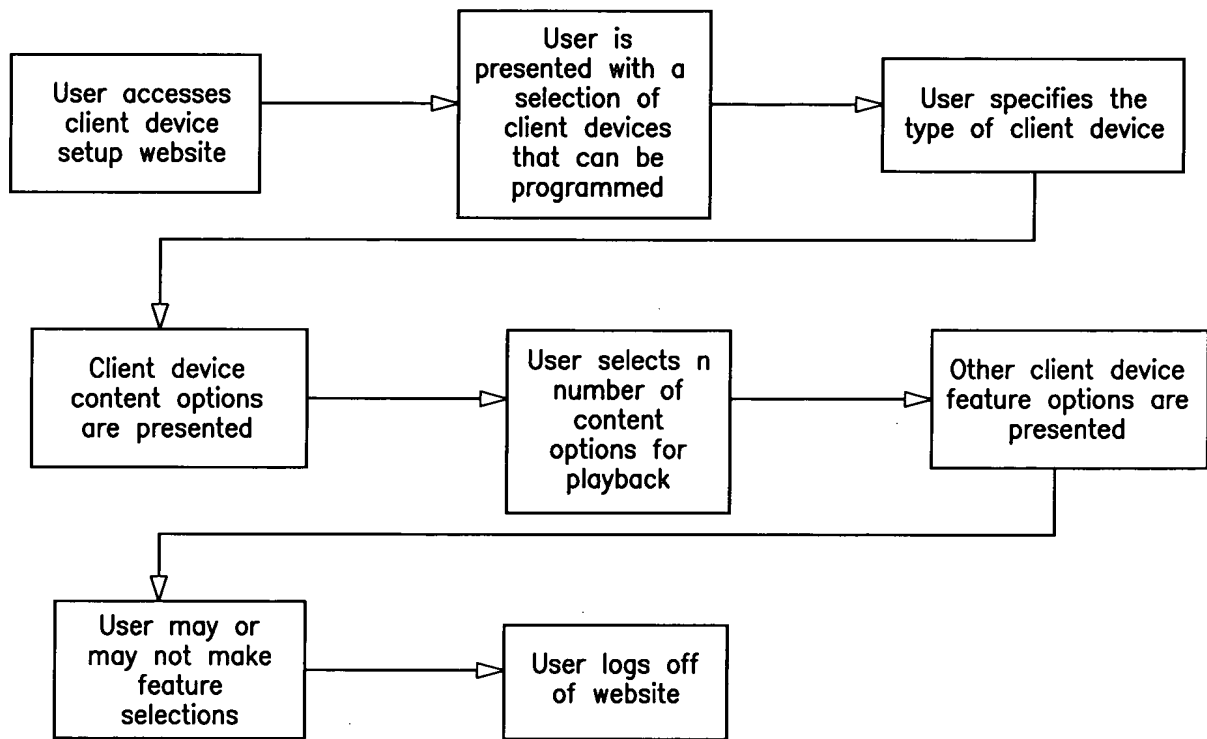 User accesses
client device
setup website
User is
presented with a
selection of
client devices
that can be
programmed
User specifies the
type of client device
Client device
content options
are presented
User selects n
number of
content
options for
playback
Other client device
feature options are
presented
User may or
may not make
feature
selections
User logs off
of website